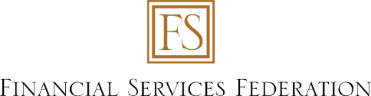 FS
FINANCIAL SERVICES FEDERATION